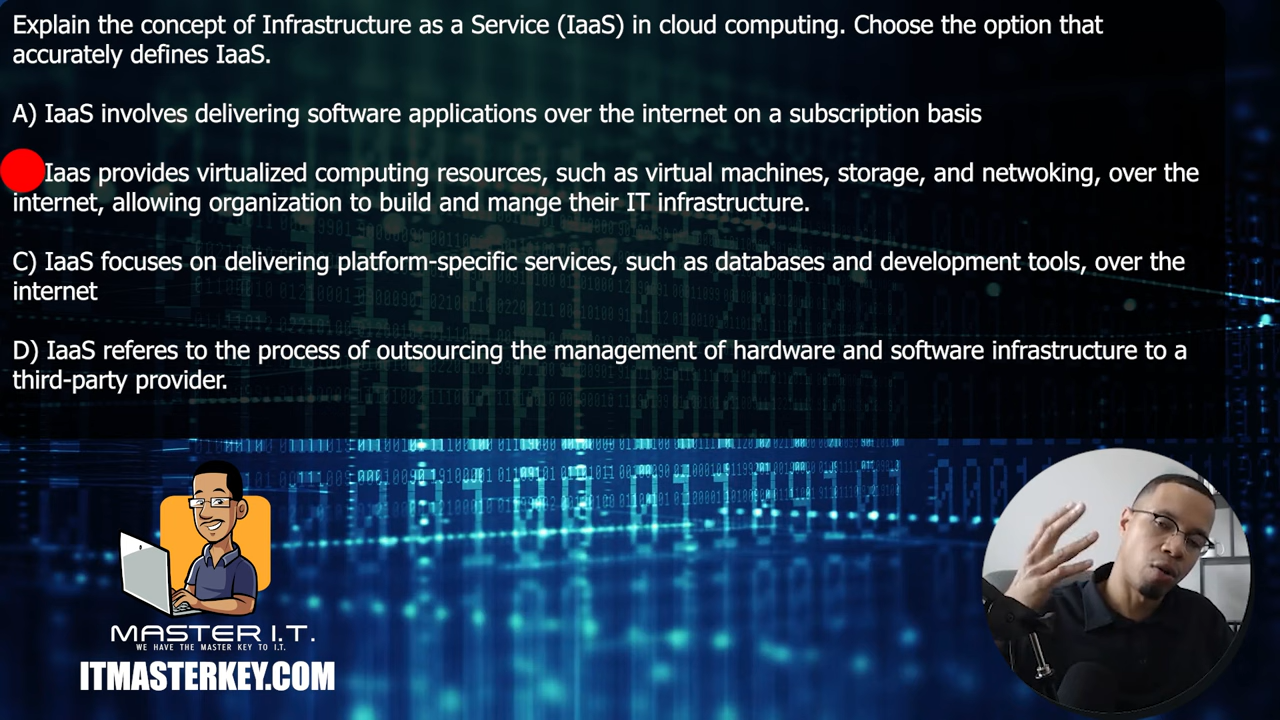 Explain the concept of Infrastructure as a Service (IaaS) in cloud computing. Choose the option that
accurately defines IaaS.
A) IaaS involves delivering software applications over the internet on a subscription basis
Iaas provides virtualized computing resources, such as virtual machines, storage, and netwoking, over the
internet, allowing organization to build and mange their IT infrastructure.
C) IaaS focuses on delivering platform-specific services, such as databases and development tools, over the
internet
D) IaaS referes to the process of outsourcing the management of hardware and software infrastructure to a
third-party provider.
MASTER I.T.
WE HAVE THE MASTER KEY TO I.T.
ITMASTERKEY.COM